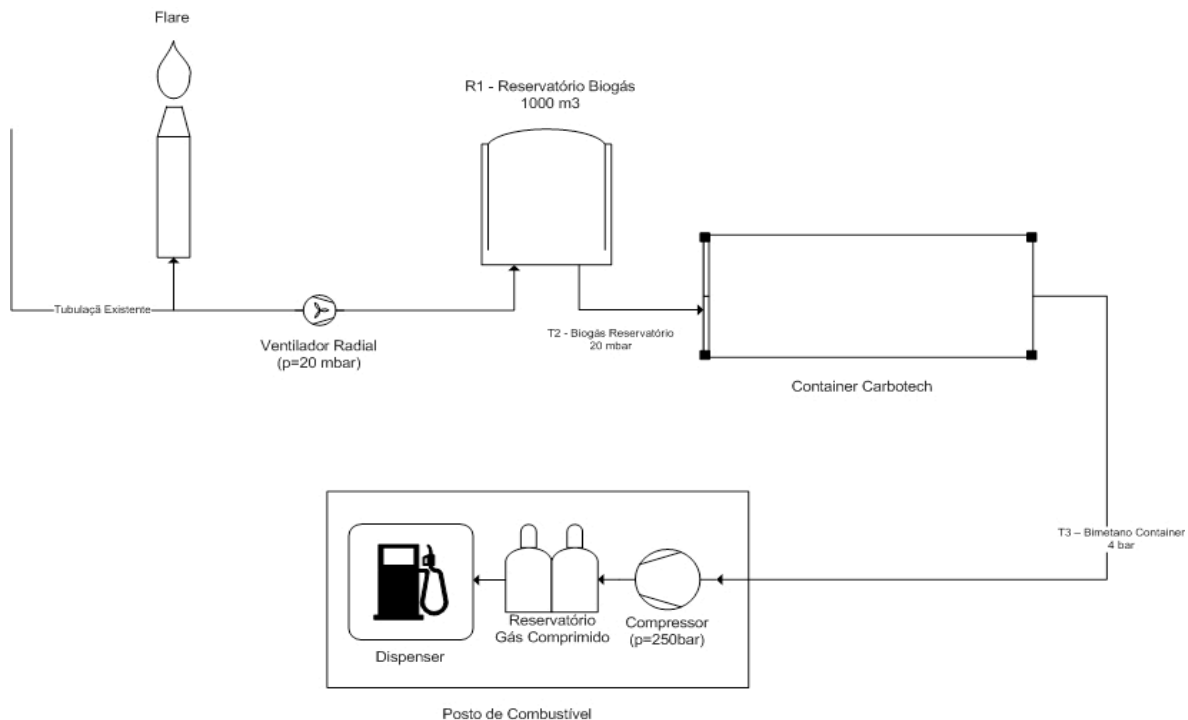 Flare
R1 - Reservatório Biogás
1000 m3
Tubulaçã Existente
Ventilador Radial
(p=20 mbar)
T2 - Biogás Reservatório
20 mbar
Container Carbotech
T3 – Bimetano Container
4 bar
Reservatório
Gás Comprimido
Compressor
(p=250bar)
Dispenser
Posto de Combustível